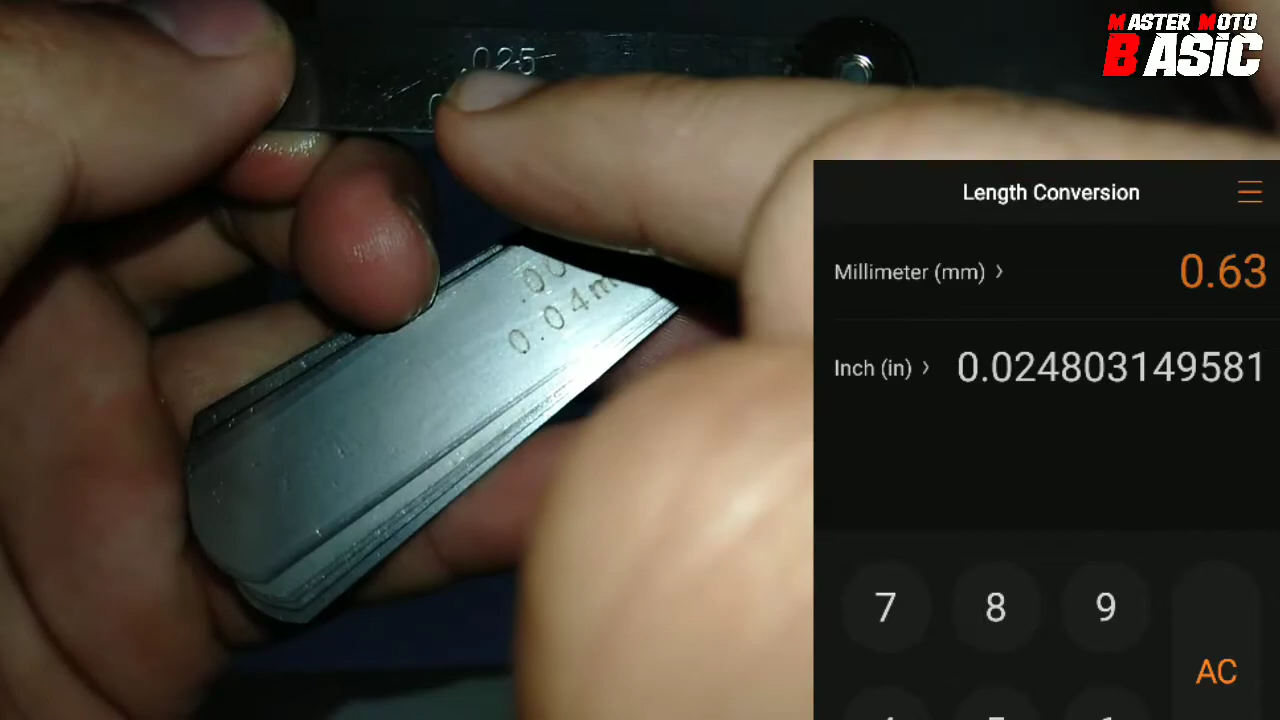 MASTER MOTO
BASiC
.025
0.04m
Length Conversion
Millimeter (mm) >
0.63
Inch (in) >
0.024803149581
7 8 9
AC